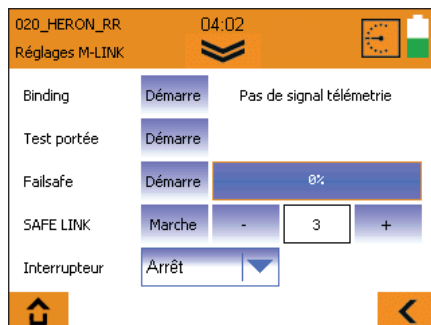 020_HERON_RR 04:02
Réglages M-LINK
Binding Démarre Pas de signal télémetrie
Test portée Démarre
Failsafe Démarre 0%
SAFE LINK Marche - 3 +
Interrupteur Arrêt